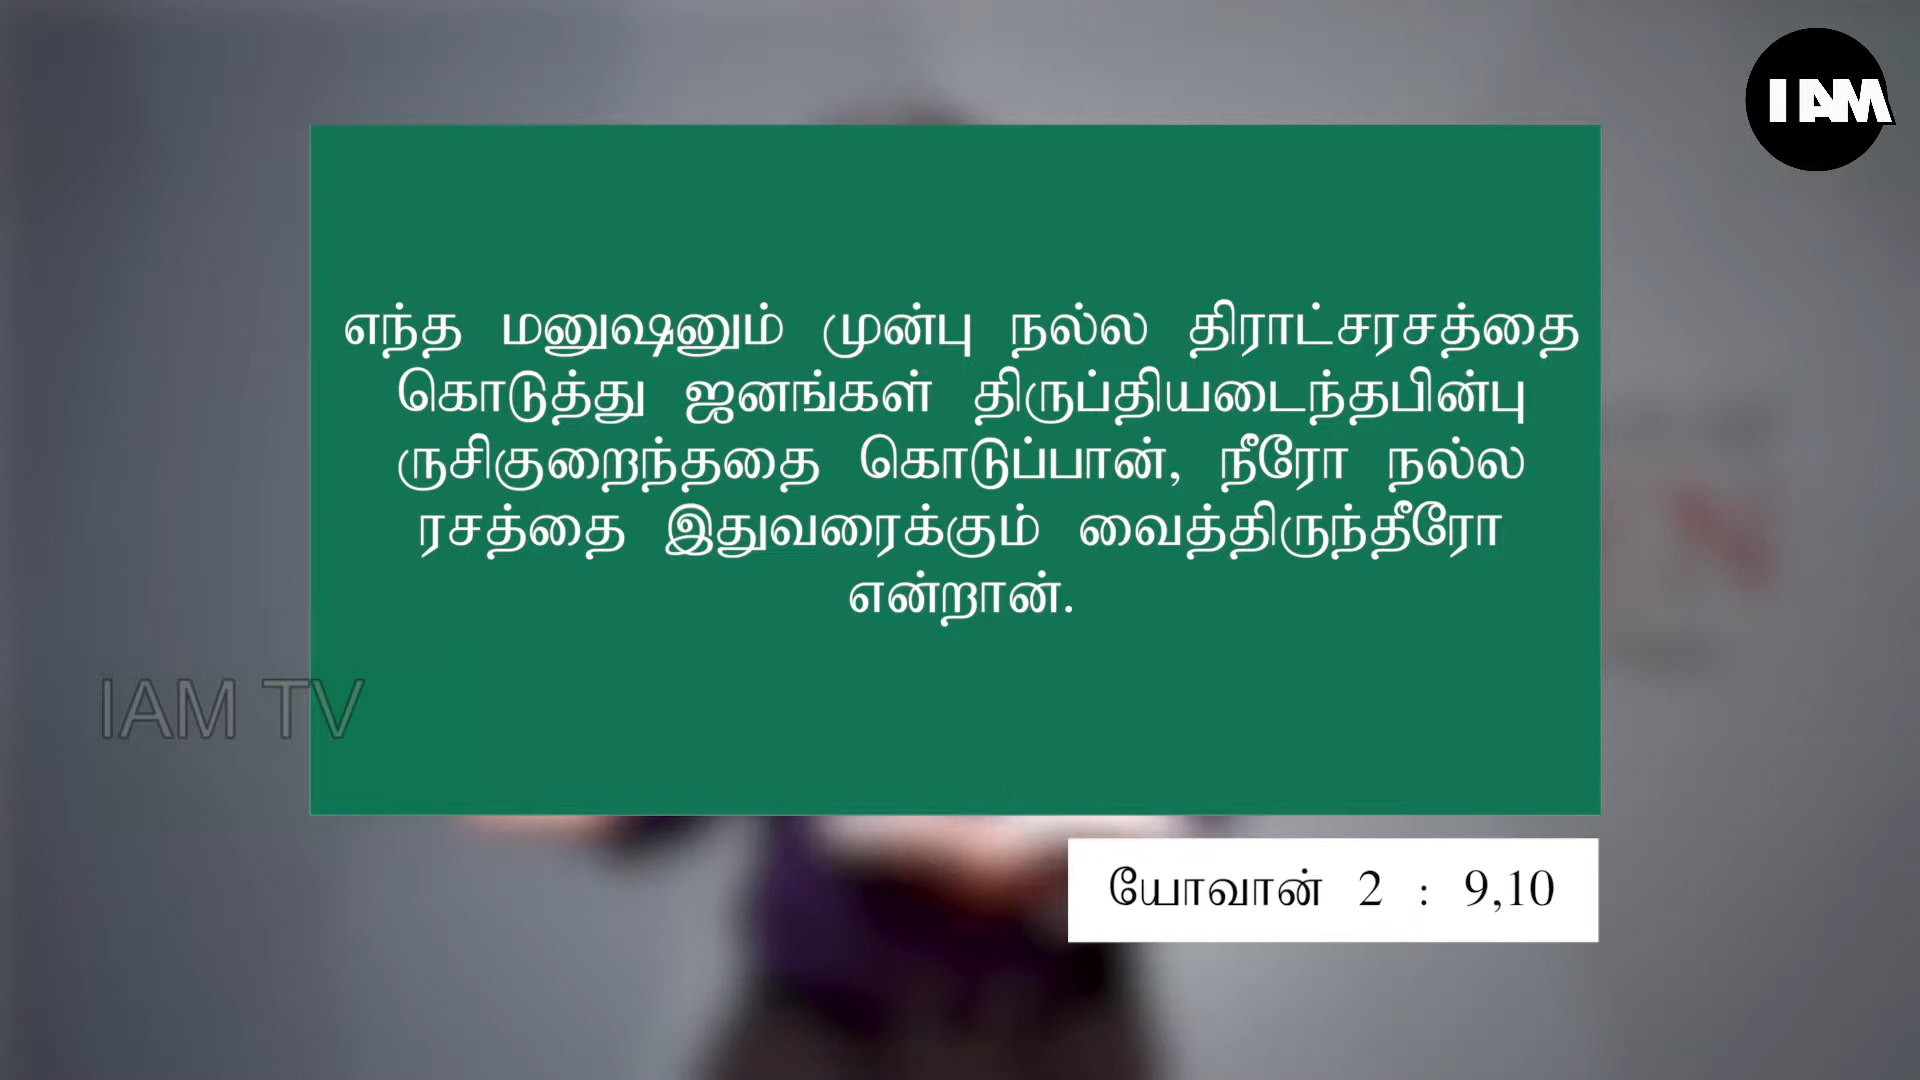 I AM
எந்த மனுஷனும் முன்பு நல்ல திராட்சரசத்தை
கொடுத்து ஜனங்கள் திருப்தியடைந்தபின்பு
ருசிகுறைந்ததை கொடுப்பான், நீரோ நல்ல
ரசத்தை இதுவரைக்கும் வைத்திருந்தீரோ
என்றான்.
IAM TV
யோவான் 2 : 9,10